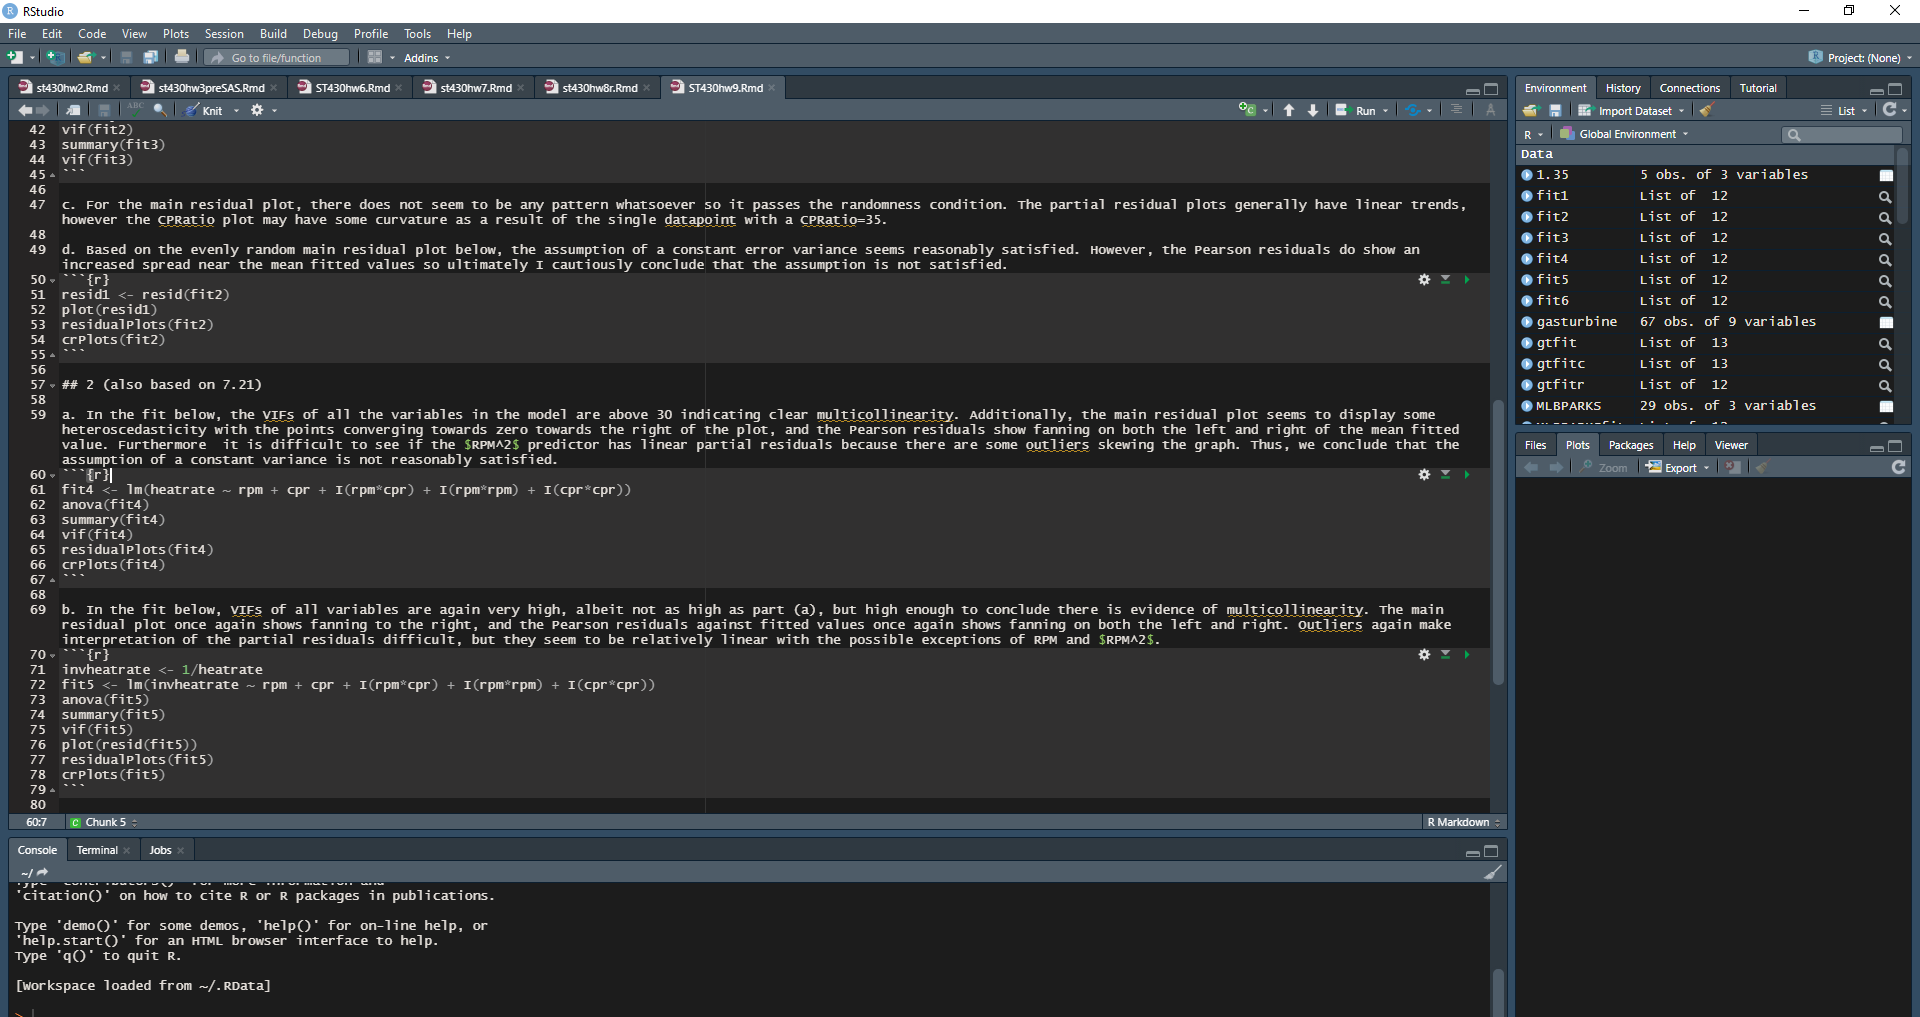 RStudio
File Edit Code View Plots Session Build Debug Profile Tools Help
Go to file/function Addins Project: (None)
st430hw2.Rmd st430hw3preSAS.Rmd ST430hw6.Rmd st430hw7.Rmd st430hw8r.Rmd ST430hw9.Rmd
ABC Knit Run
42 vif(fit2)
43 summary(fit3)
44 vif(fit3)
45 ```
46
47 c. For the main residual plot, there does not seem to be any pattern whatsoever so it passes the randomness condition. The partial residual plots generally have linear trends,
however the CPRatio plot may have some curvature as a result of the single datapoint with a CPRatio=35.
48
49 d. Based on the evenly random main residual plot below, the assumption of a constant error variance seems reasonably satisfied. However, the Pearson residuals do show an
increased spread near the mean fitted values so ultimately I cautiously conclude that the assumption is not satisfied.
50 ```{r}
51 resid1 <- resid(fit2)
52 plot(resid1)
53 residualPlots(fit2)
54 crPlots(fit2)
55 ```
56
57 ## 2 (also based on 7.21)
58
59 a. In the fit below, the VIFs of all the variables in the model are above 30 indicating clear multicollinearity. Additionally, the main residual plot seems to display some
heteroscedasticity with the points converging towards zero towards the right of the plot, and the Pearson residuals show fanning on both the left and right of the mean fitted
value. Furthermore it is difficult to see if the $RPM^2$ predictor has linear partial residuals because there are some outliers skewing the graph. Thus, we conclude that the
assumption of a constant variance is not reasonably satisfied.
60 ```{r}
61 fit4 <- lm(heatrate ~ rpm + cpr + I(rpm*cpr) + I(rpm*rpm) + I(cpr*cpr))
62 anova(fit4)
63 summary(fit4)
64 vif(fit4)
65 residualPlots(fit4)
66 crPlots(fit4)
67 ```
68
69 b. In the fit below, VIFs of all variables are again very high, albeit not as high as part (a), but high enough to conclude there is evidence of multicollinearity. The main
residual plot once again shows fanning to the right, and the Pearson residuals against fitted values once again shows fanning on both the left and right. Outliers again make
interpretation of the partial residuals difficult, but they seem to be relatively linear with the possible exceptions of RPM and $RPM^2$.
70 ```{r}
71 invheatrate <- 1/heatrate
72 fit5 <- lm(invheatrate ~ rpm + cpr + I(rpm*cpr) + I(rpm*rpm) + I(cpr*cpr))
73 anova(fit5)
74 summary(fit5)
75 vif(fit5)
76 plot(resid(fit5))
77 residualPlots(fit5)
78 crPlots(fit5)
79 ```
80
60:7 C Chunk 5 R Markdown
Console Terminal Jobs
~/
'citation()' on how to cite R or R packages in publications.
Type 'demo()' for some demos, 'help()' for on-line help, or
'help.start()' for an HTML browser interface to help.
Type 'q()' to quit R.
[Workspace loaded from ~/.RData]
>
Environment History Connections Tutorial
Import Dataset List
R Global Environment
Data
1.35 5 obs. of 3 variables
fit1 List of 12
fit2 List of 12
fit3 List of 12
fit4 List of 12
fit5 List of 12
fit6 List of 12
gasturbine 67 obs. of 9 variables
gtfit List of 13
gtfitc List of 13
gtfitr List of 12
MLBPARKS 29 obs. of 3 variables
Files Plots Packages Help Viewer
Zoom Export